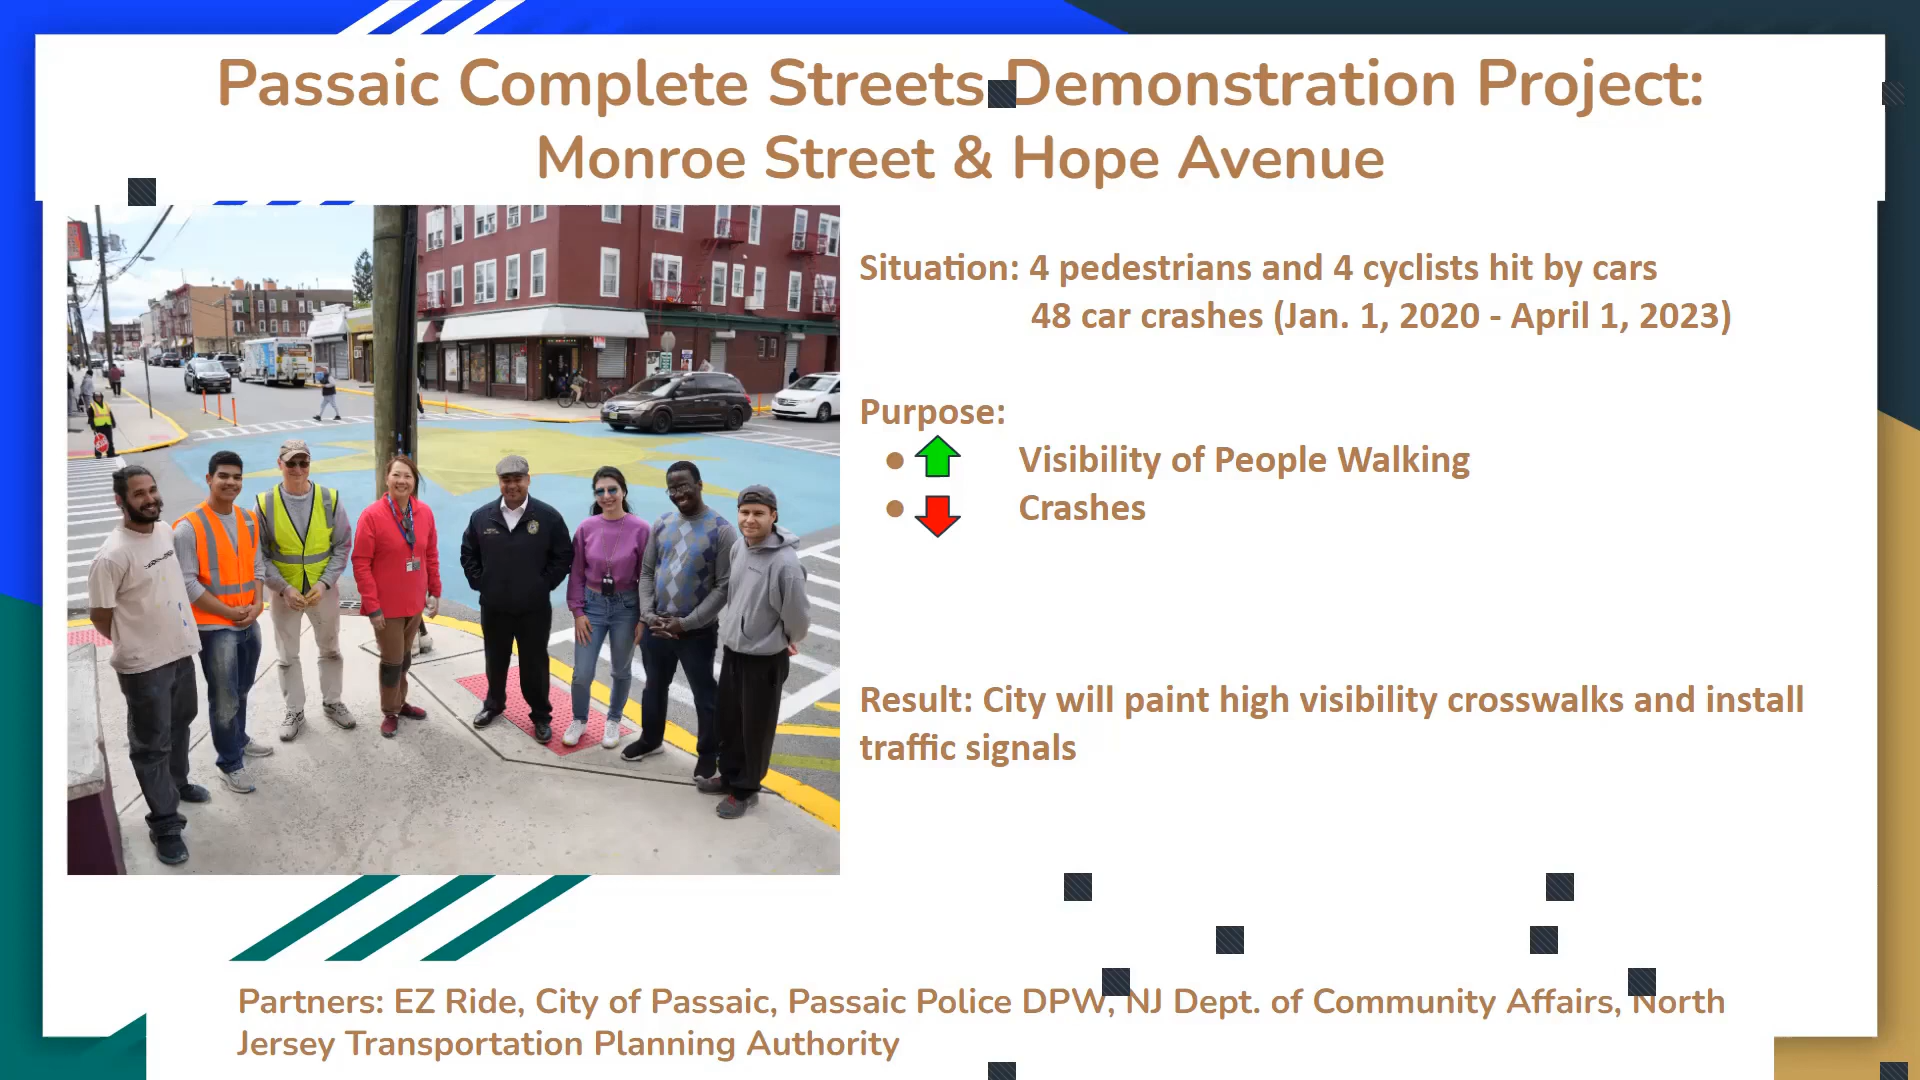 Passaic Complete Streets Demonstration Project:
Monroe Street & Hope Avenue
Situation: 4 pedestrians and 4 cyclists hit by cars
48 car crashes (Jan. 1, 2020 - April 1, 2023)
Purpose:
Visibility of People Walking
Crashes
Result: City will paint high visibility crosswalks and install
traffic signals
Partners: EZ Ride, City of Passaic, Passaic Police DPW, NJ Dept. of Community Affairs, North
Jersey Transportation Planning Authority